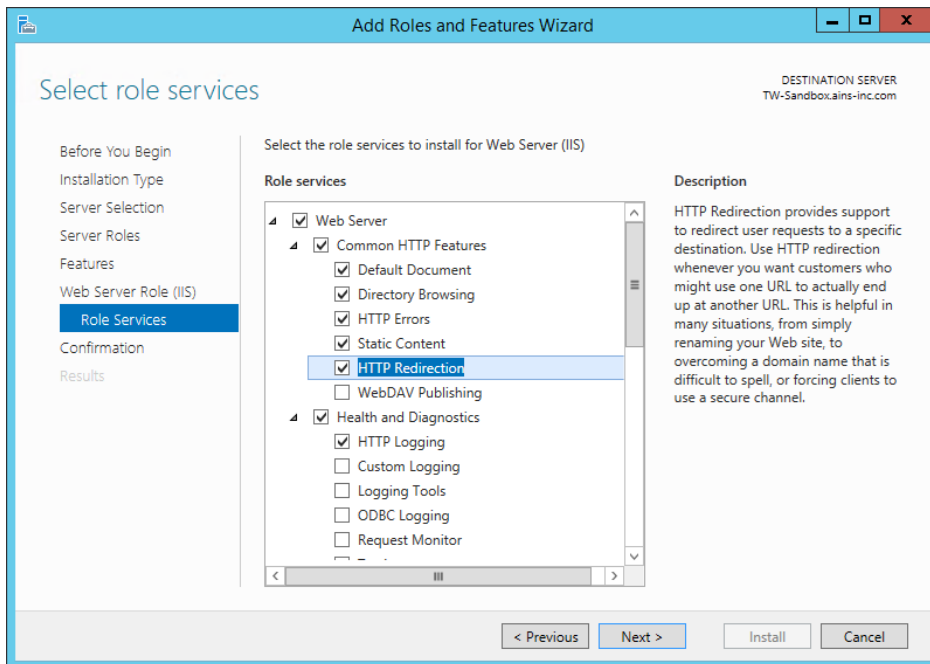 Add Roles and Features Wizard
Select role services
DESTINATION SERVER
TW-Sandbox.ains-inc.com
Before You Begin
Installation Type
Server Selection
Server Roles
Features
Web Server Role (IIS)
Role Services
Confirmation
Results
Select the role services to install for Web Server (IIS)
Role services
Web Server
Common HTTP Features
Default Document
Directory Browsing
HTTP Errors
Static Content
HTTP Redirection
WebDAV Publishing
Health and Diagnostics
HTTP Logging
Custom Logging
Logging Tools
ODBC Logging
Request Monitor
Description
HTTP Redirection provides support
to redirect user requests to a specific
destination. Use HTTP redirection
whenever you want customers who
might use one URL to actually end
up at another URL. This is helpful in
many situations, from simply
renaming your Web site, to
overcoming a domain name that is
difficult to spell, or forcing clients to
use a secure channel.
< Previous
Next >
Install
Cancel